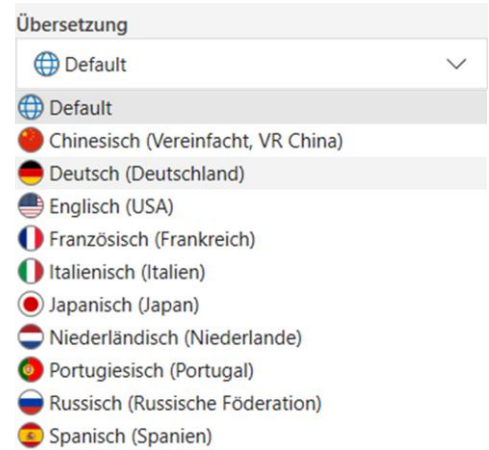 Übersetzung
Default
Default
Chinesisch (Vereinfacht, VR China)
Deutsch (Deutschland)
Englisch (USA)
Französisch (Frankreich)
Italienisch (Italien)
Japanisch (Japan)
Niederländisch (Niederlande)
Portugiesisch (Portugal)
Russisch (Russische Föderation)
Spanisch (Spanien)